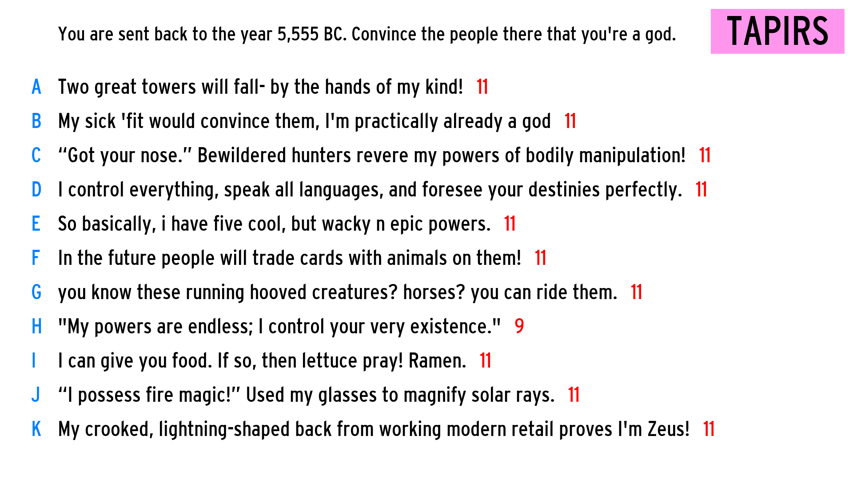 You are sent back to the year 5,555 BC. Convince the people there that you're a god.
TAPIRS
A Two great towers will fall- by the hands of my kind! 11
B My sick 'fit would convince them, I'm practically already a god 11
C “Got your nose.” Bewildered hunters revere my powers of bodily manipulation! 11
D I control everything, speak all languages, and foresee your destinies perfectly. 11
E So basically, i have five cool, but wacky n epic powers. 11
F In the future people will trade cards with animals on them! 11
G you know these running hooved creatures? horses? you can ride them. 11
H "My powers are endless; I control your very existence." 9
I I can give you food. If so, then lettuce pray! Ramen. 11
J “I possess fire magic!” Used my glasses to magnify solar rays. 11
K My crooked, lightning-shaped back from working modern retail proves I'm Zeus! 11